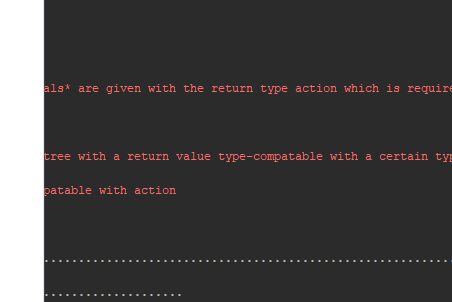 als* are given with the return type action which is require
tree with a return value type-compatable with a certain typ
patable with action
..........................................................
....................